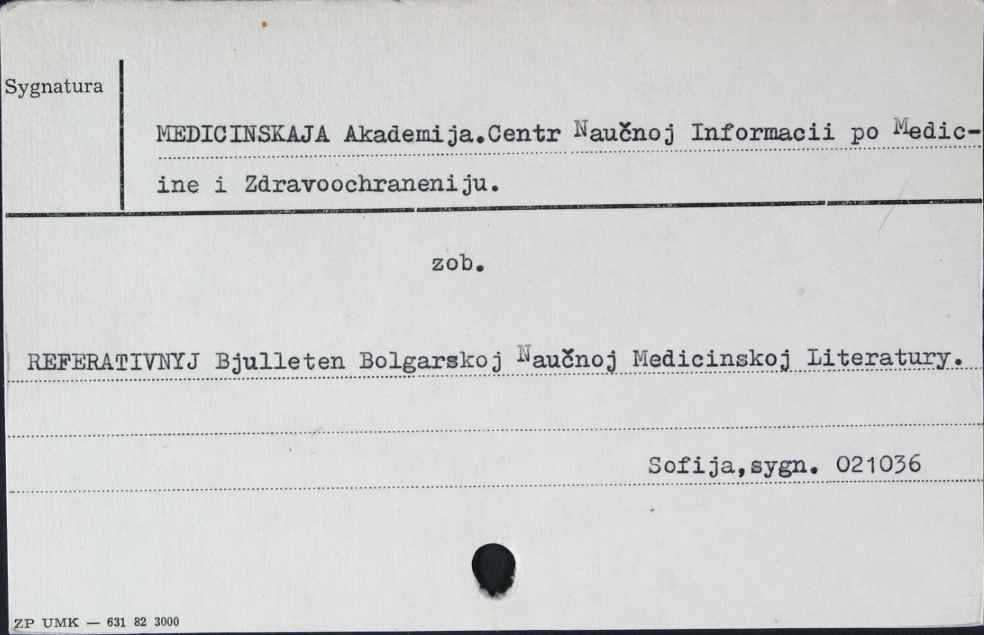 Sygnatura
MEDICINSKAJA Akademija.Centr Naučnoj Informacii po Medic-
ine i Zdravoochraneniju.
zob.
REFERATIVNYJ Bjulleten Bolgarskoj Naučnoj Medicinskoj Literatury.
Sofija,sygn. 021036
ZP UMK — 631 82 3000